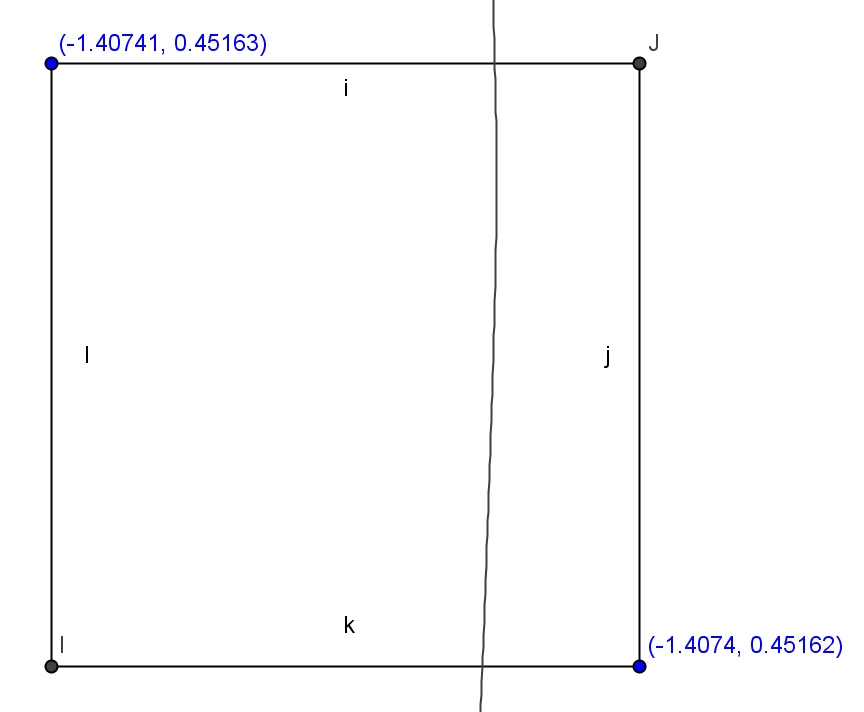 (-1.40741, 0.45163)
J
i
l
j
k
I
(-1.4074, 0.45162)